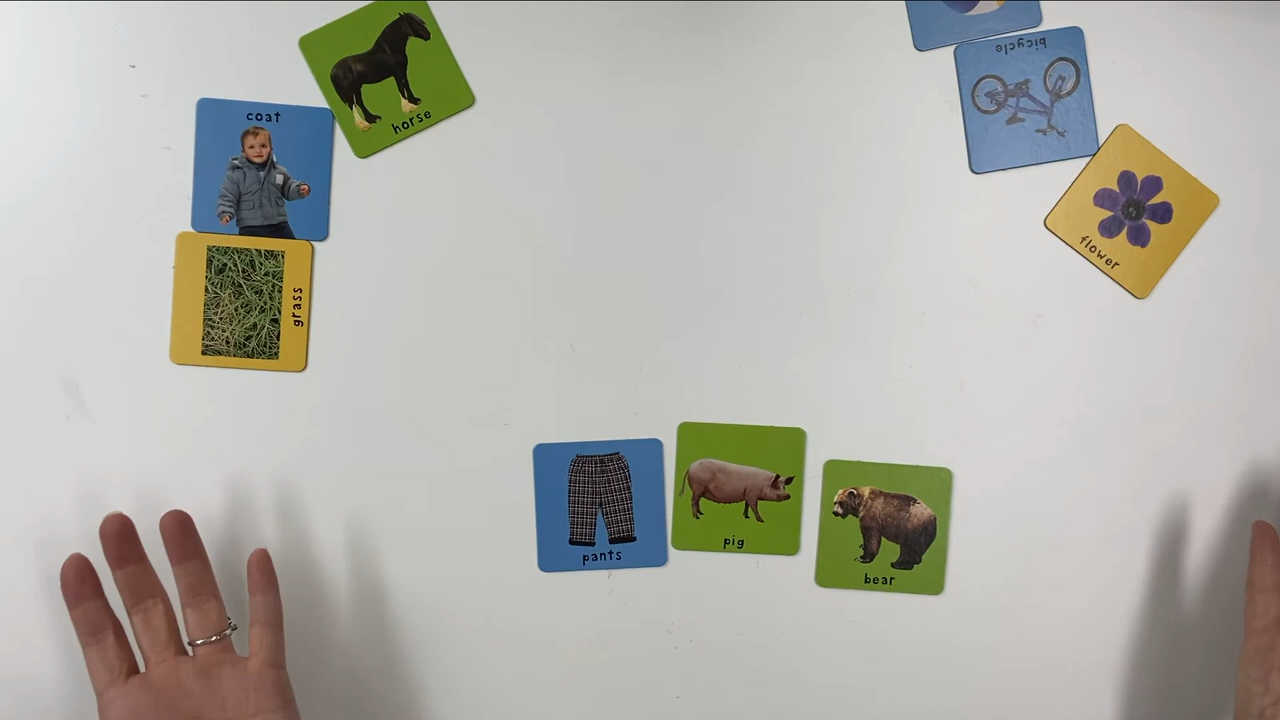 horse
coat
grass
bicycle
flower
pants
pig
bear